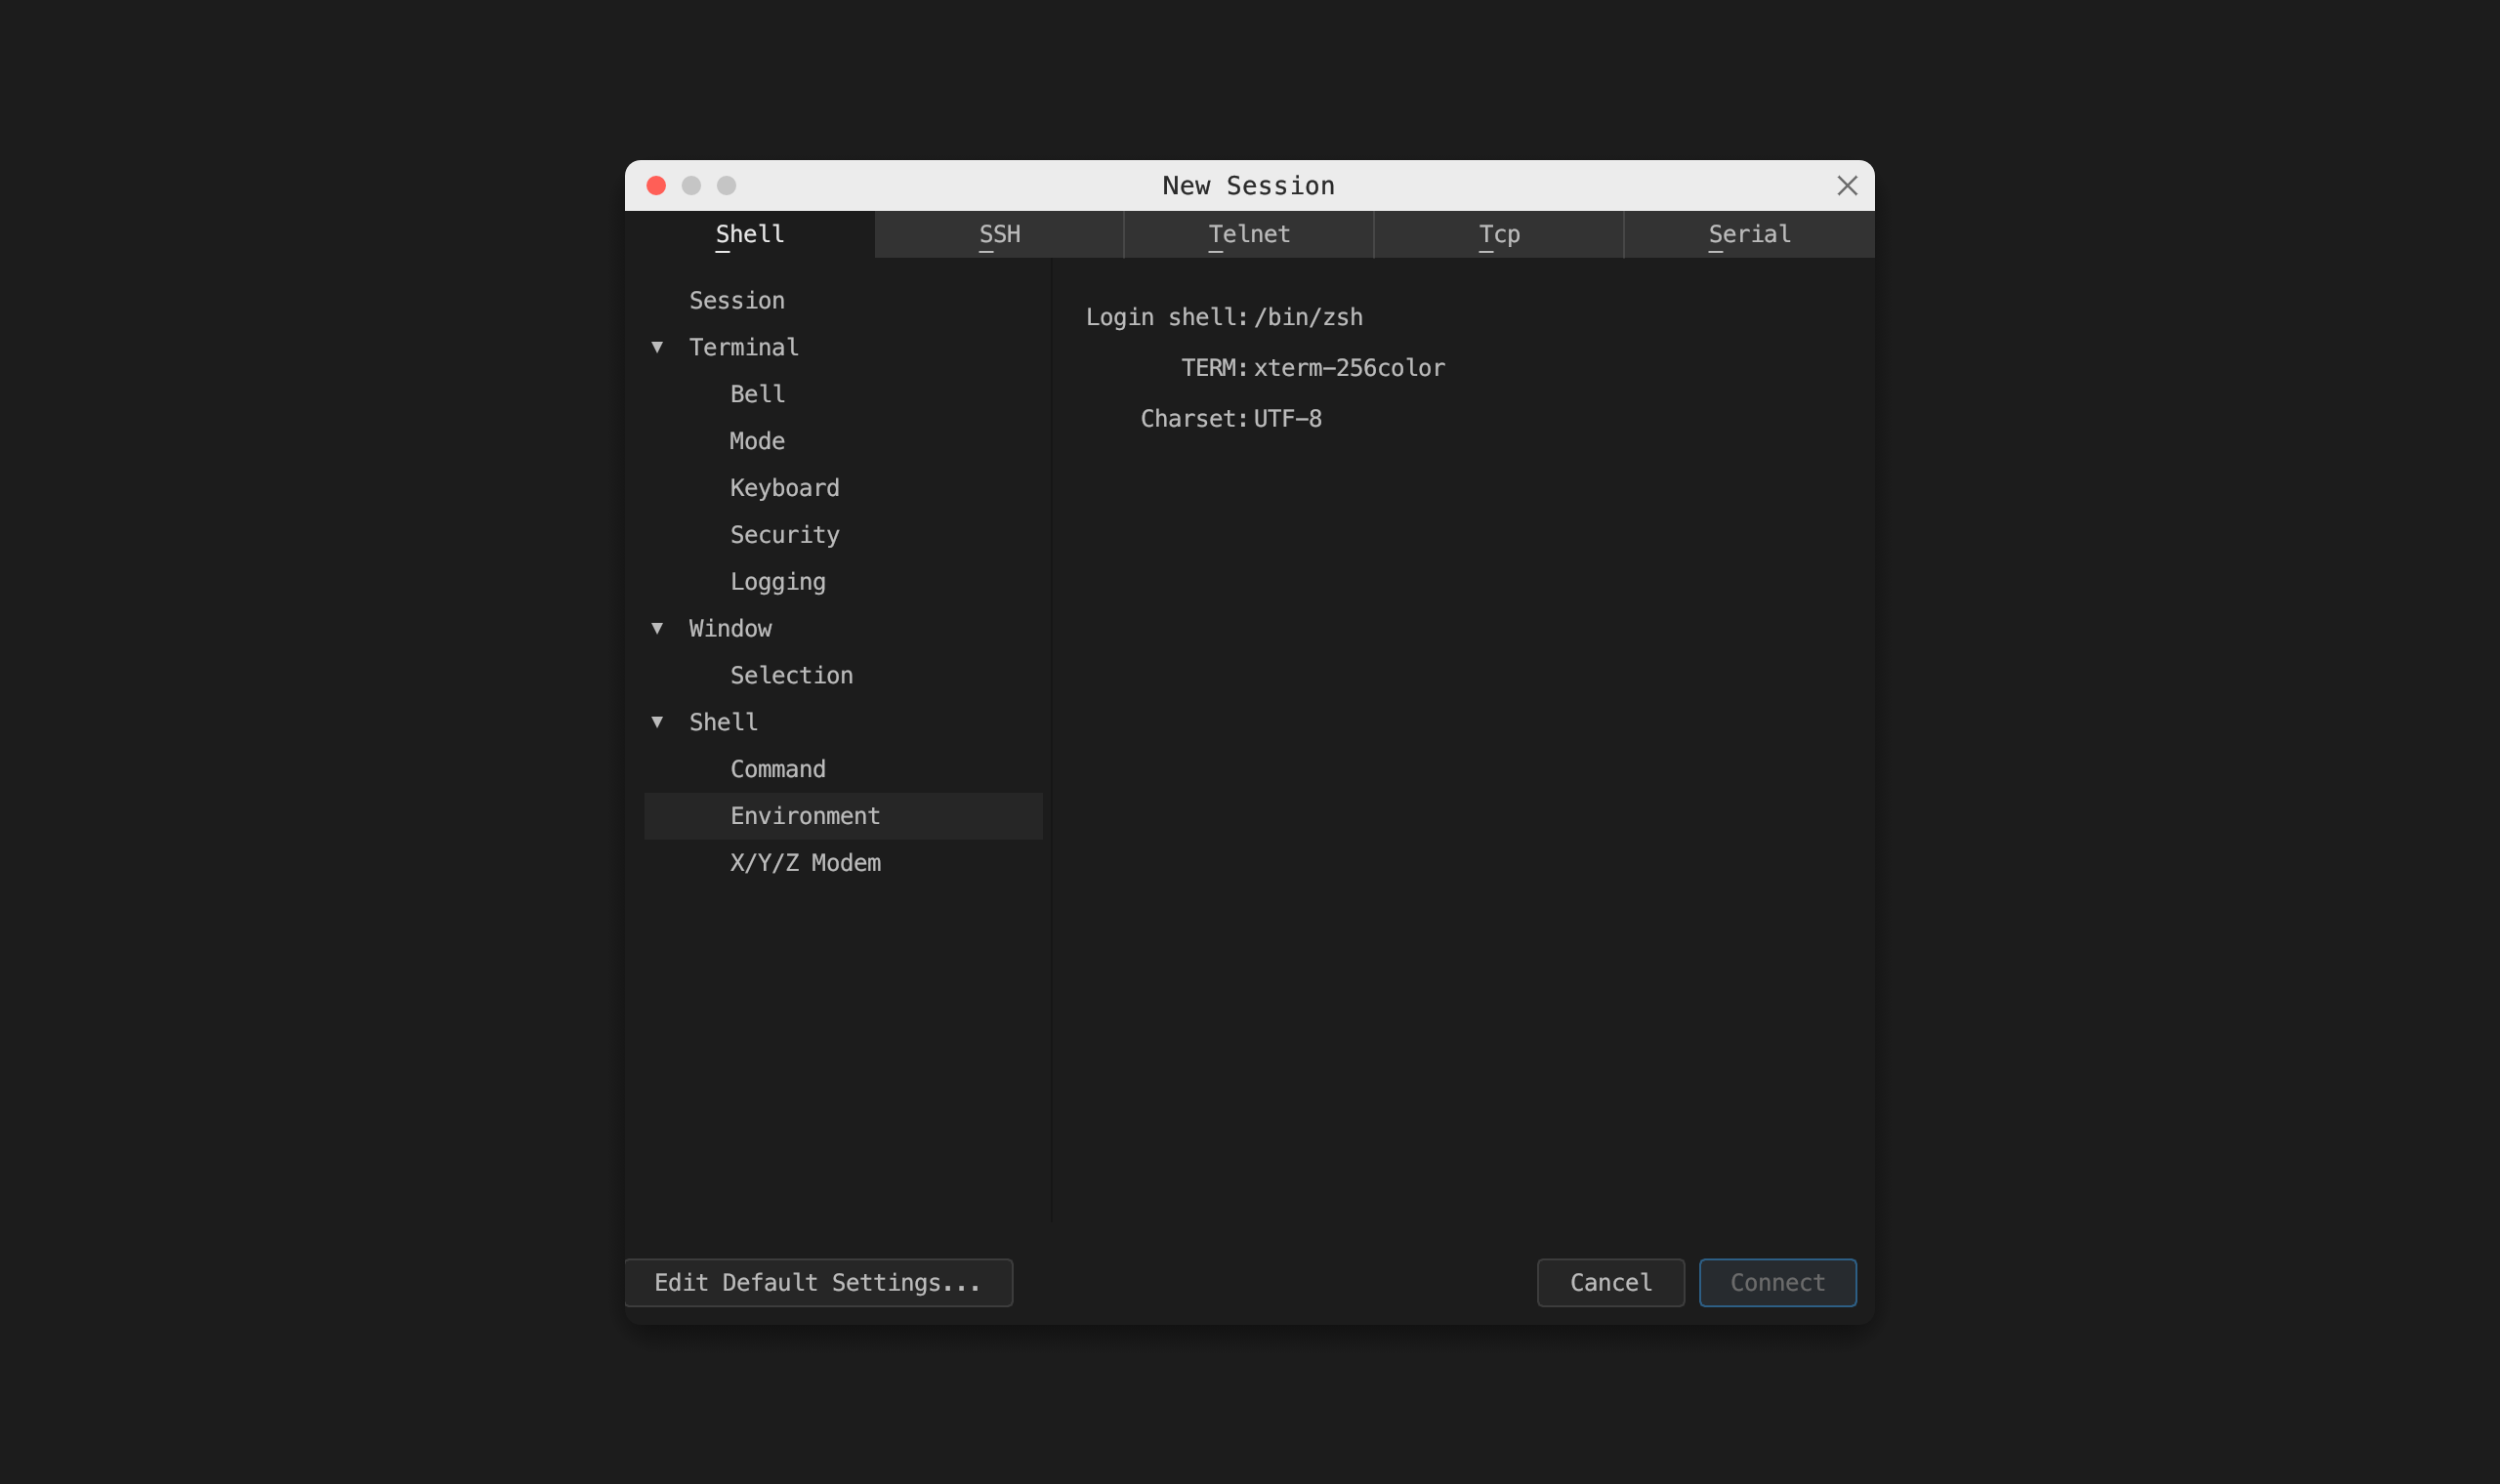 New Session
Shell SSH Telnet Tcp Serial
Session
▼ Terminal
Bell
Mode
Keyboard
Security
Logging
▼ Window
Selection
▼ Shell
Command
Environment
X/Y/Z Modem
Login shell: /bin/zsh
TERM: xterm-256color
Charset: UTF-8
Edit Default Settings...
Cancel
Connect